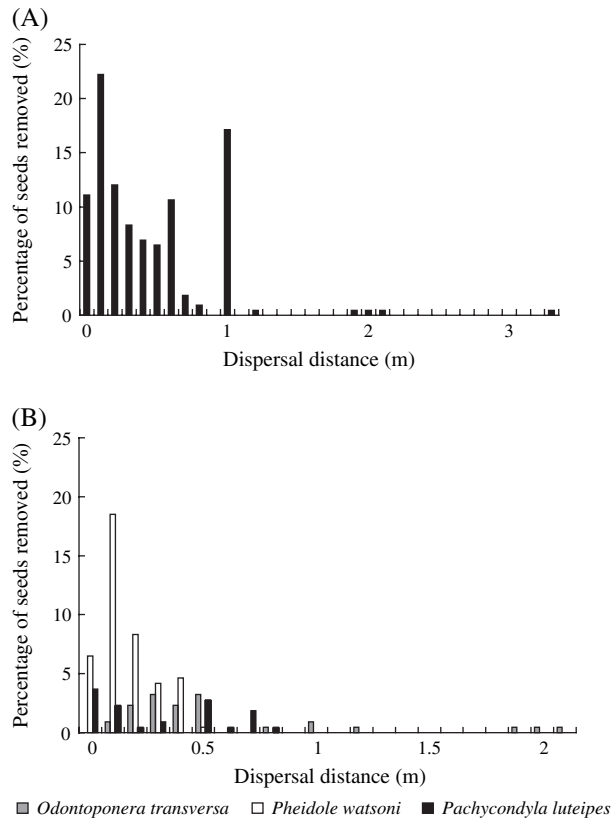 (A)
Percentage of seeds removed (%)
25
20
15
10
5
0
0 1 2 3
Dispersal distance (m)
(B)
Percentage of seeds removed (%)
25
20
15
10
5
0
0 0.5 1 1.5 2
Dispersal distance (m)
Odontoponera transversa Pheidole watsoni Pachycondyla luteipes